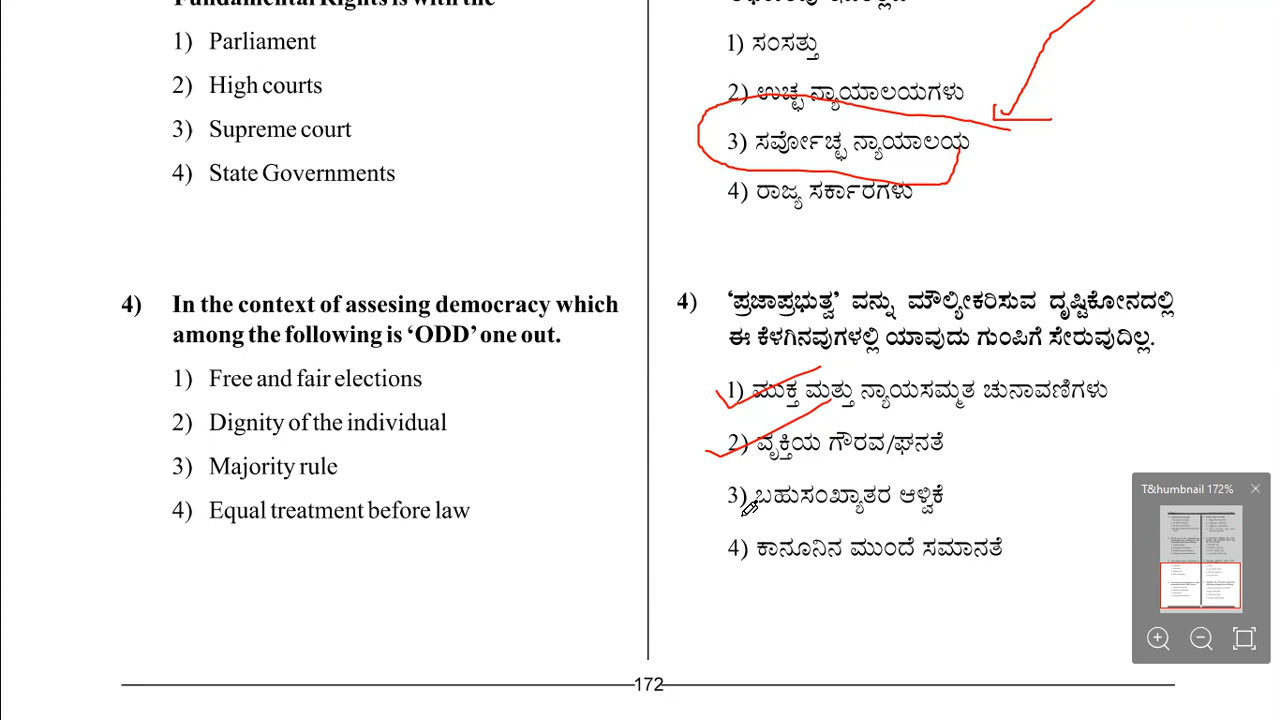 Fundamental Rights is with the
1) Parliament
2) High courts
3) Supreme court
4) State Governments
4) In the context of assesing democracy which
among the following is ‘ODD’ one out.
1) Free and fair elections
2) Dignity of the individual
3) Majority rule
4) Equal treatment before law
1) ಸಂಸತ್ತು
2) ಉಚ್ಛ ನ್ಯಾಯಾಲಯಗಳು
3) ಸರ್ವೋಚ್ಛ ನ್ಯಾಯಾಲಯ
4) ರಾಜ್ಯ ಸರ್ಕಾರಗಳು
4) ‘ಪ್ರಜಾಪ್ರಭುತ್ವ’ ವನ್ನು ಮೌಲ್ಯೀಕರಿಸುವ ದೃಷ್ಟಿಕೋನದಲ್ಲಿ
ಈ ಕೆಳಗಿನವುಗಳಲ್ಲಿ ಯಾವುದು ಗುಂಪಿಗೆ ಸೇರುವುದಿಲ್ಲ.
1) ಮುಕ್ತ ಮತ್ತು ನ್ಯಾಯಸಮ್ಮತ ಚುನಾವಣೆಗಳು
2) ವ್ಯಕ್ತಿಯ ಗೌರವ/ಘನತೆ
3) ಬಹುಸಂಖ್ಯಾತರ ಆಳ್ವಿಕೆ
4) ಕಾನೂನಿನ ಮುಂದೆ ಸಮಾನತೆ
T&humbnail 172%
172